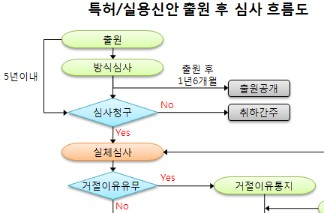 특허/실용신안 출원 후 심사 흐름도
출원
5년이내
방식심사
출원 후
1년6개월
출원공개
심사청구
No
취하간주
Yes
실체심사
거절이유유무
Yes
거절이유통지
No